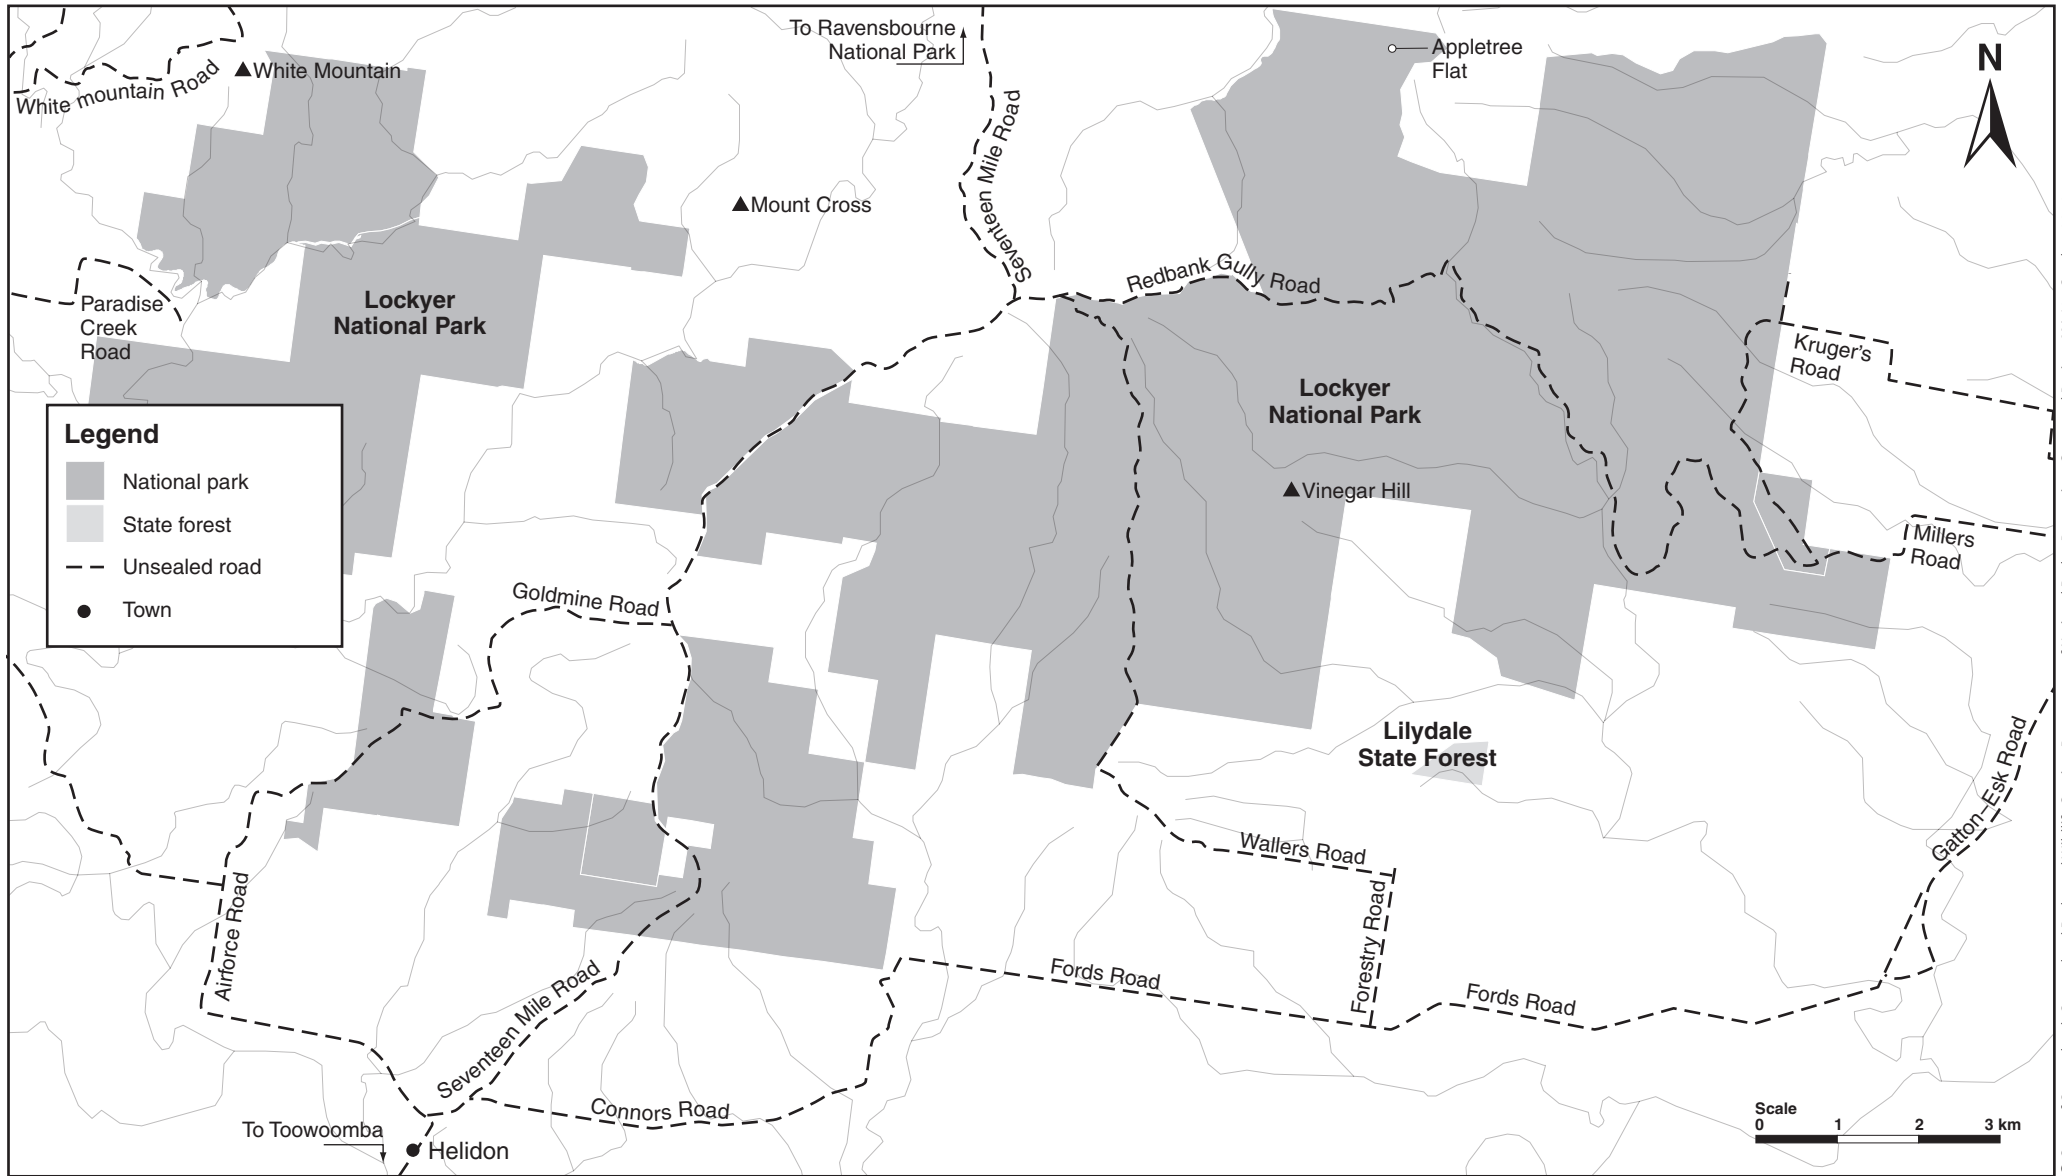 To Ravensbourne
National Park
Appletree
Flat
N
White Mountain
White mountain Road
Seventeen Mile Road
Mount Cross
Redbank Gully Road
Paradise
Creek
Road
Lockyer
National Park
Kruger's
Road
Lockyer
National Park
Legend
National park
State forest
Unsealed road
Town
Vinegar Hill
Millers
Road
Goldmine Road
Lilydale
State Forest
Gatton–Esk Road
Wallers Road
Airforce Road
Forestry Road
Fords Road
Fords Road
Seventeen Mile Road
Connors Road
To Toowoomba
Helidon
Scale
0 1 2 3 km